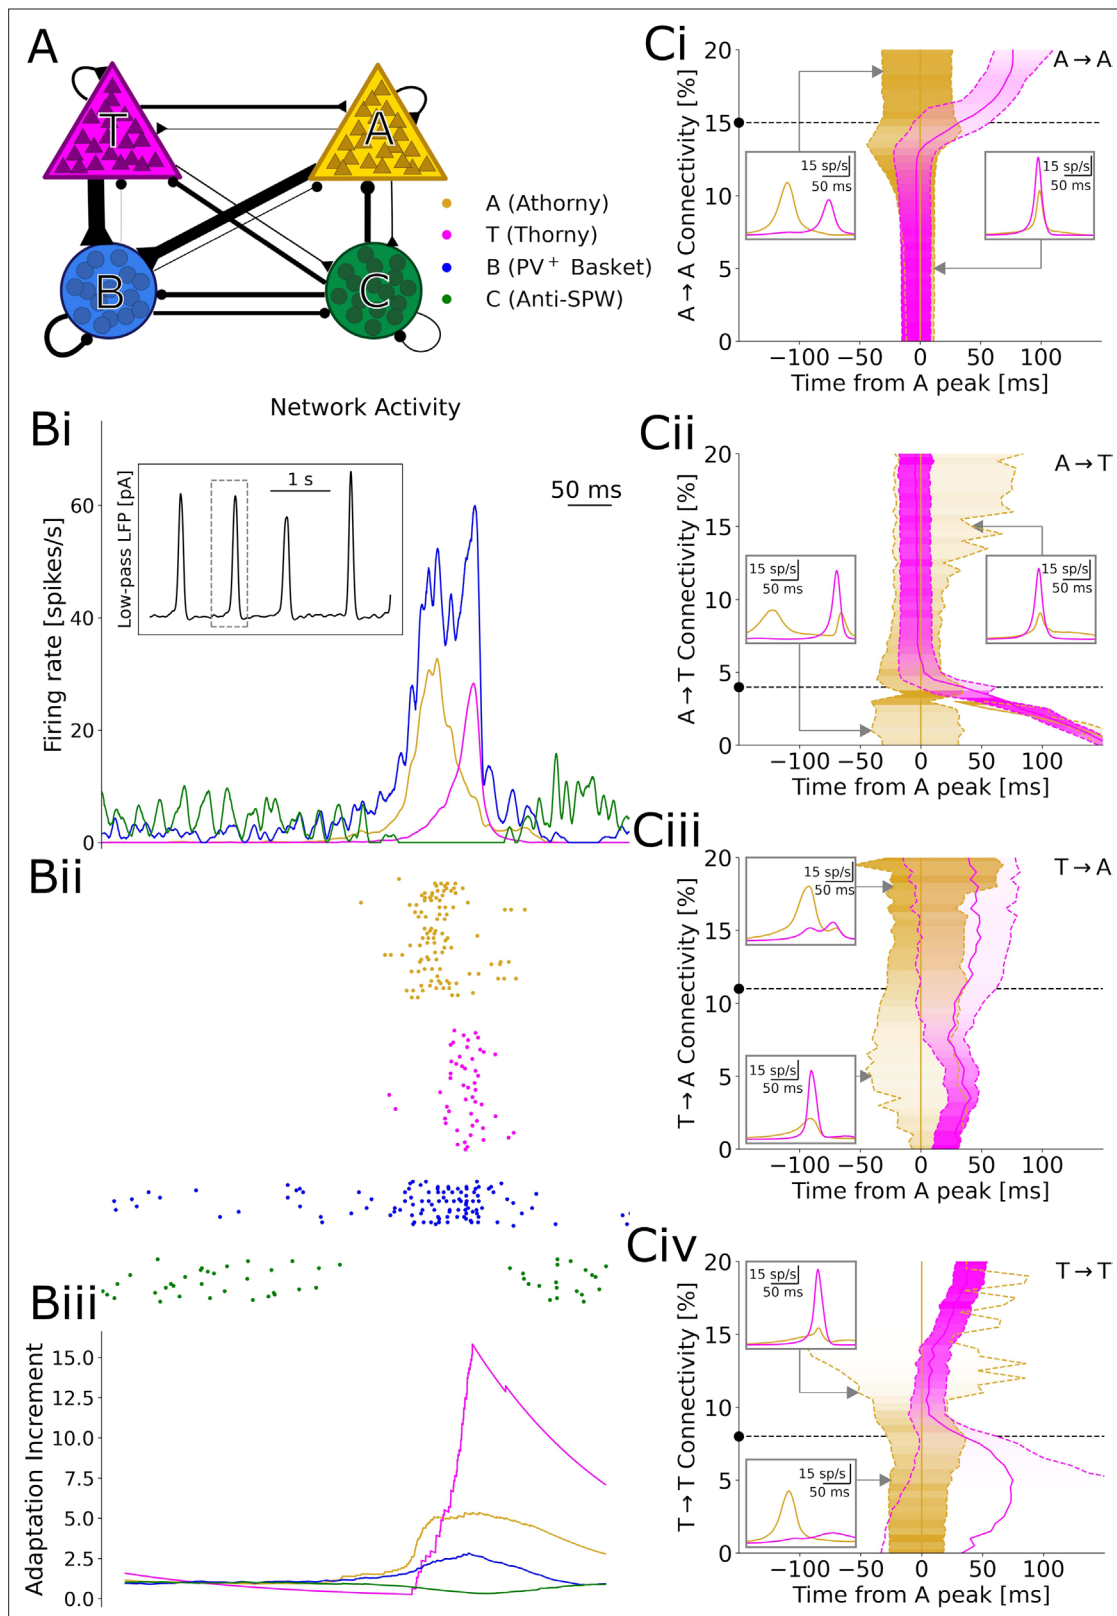 A
T
A
B
C
A (Athorny)
T (Thorny)
B (PV+ Basket)
C (Anti-SPW)
Bi
Network Activity
Firing rate [spikes/s]
60
40
20
0
Low-pass LFP [pA]
1 s
50 ms
Bii
Biii
Adaptation Increment
15.0
12.5
10.0
7.5
5.0
2.5
0.0
Ci
A→A
A→A Connectivity [%]
20
15
10
5
0
15 sp/s
50 ms
15 sp/s
50 ms
−100 −50 0 50 100
Time from A peak [ms]
Cii
A→T
A→T Connectivity [%]
20
15
10
5
0
15 sp/s
50 ms
15 sp/s
50 ms
−100 −50 0 50 100
Time from A peak [ms]
Ciii
T→A
T→A Connectivity [%]
20
15
10
5
0
15 sp/s
50 ms
15 sp/s
50 ms
−100 −50 0 50 100
Time from A peak [ms]
Civ
T→T
T→T Connectivity [%]
20
15
10
5
0
15 sp/s
50 ms
15 sp/s
50 ms
−100 −50 0 50 100
Time from A peak [ms]